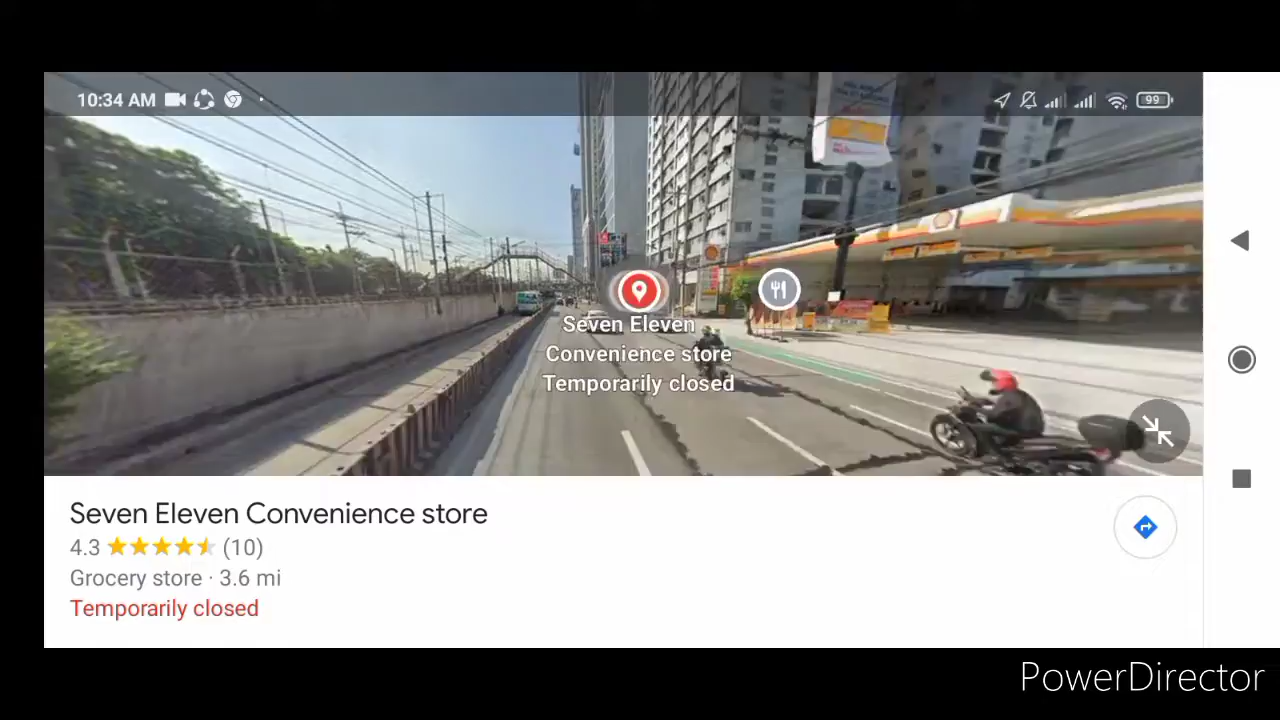 10:34 AM
99
Seven Eleven
Convenience store
Temporarily closed
Seven Eleven Convenience store
4.3 (10)
Grocery store · 3.6 mi
Temporarily closed
PowerDirector